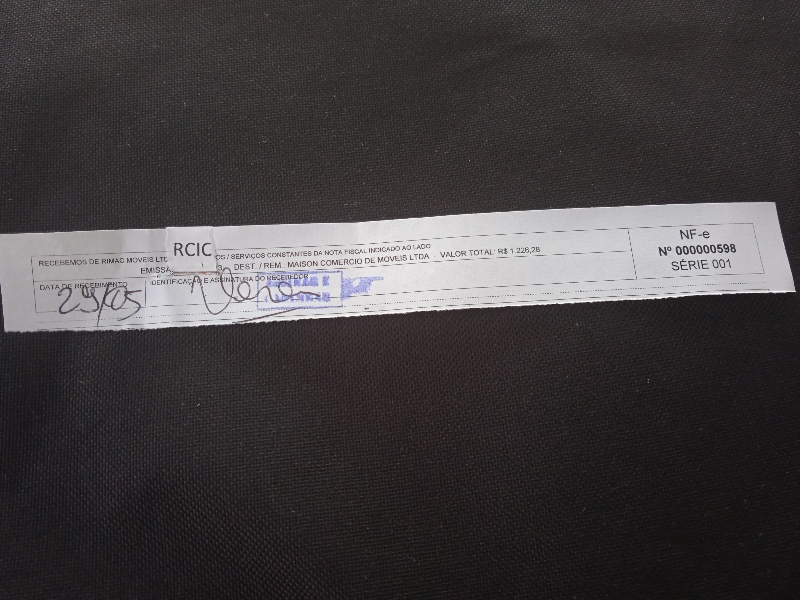 RECEBEMOS DE RIMAC MOVEIS LTD RCIC OS / SERVIÇOS CONSTANTES DA NOTA FISCAL INDICADO AO LADO
EMISSA 3, DEST. / REM. MAISON COMERCIO DE MOVEIS LTDA - VALOR TOTAL: R$ 1.226,28
DATA DE RECEBIMENTO IDENTIFICAÇÃO E ASSINATURA DO RECEBEDOR
29/05
NF-e
Nº 000000598
SÉRIE 001